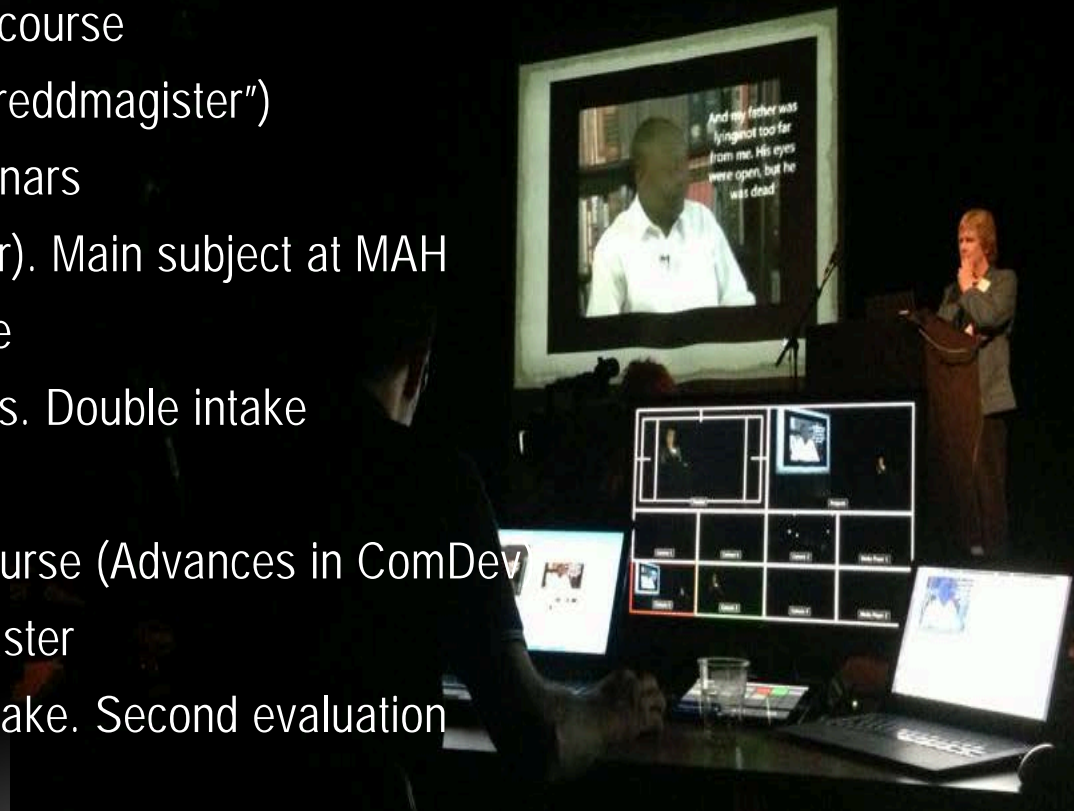 course
reddmagister”)
nars
r). Main subject at MAH
e
s. Double intake
urse (Advances in ComDev)
ster
ake. Second evaluation
And my father was
lying not too far
from me. His eyes
were open, but he
was dead